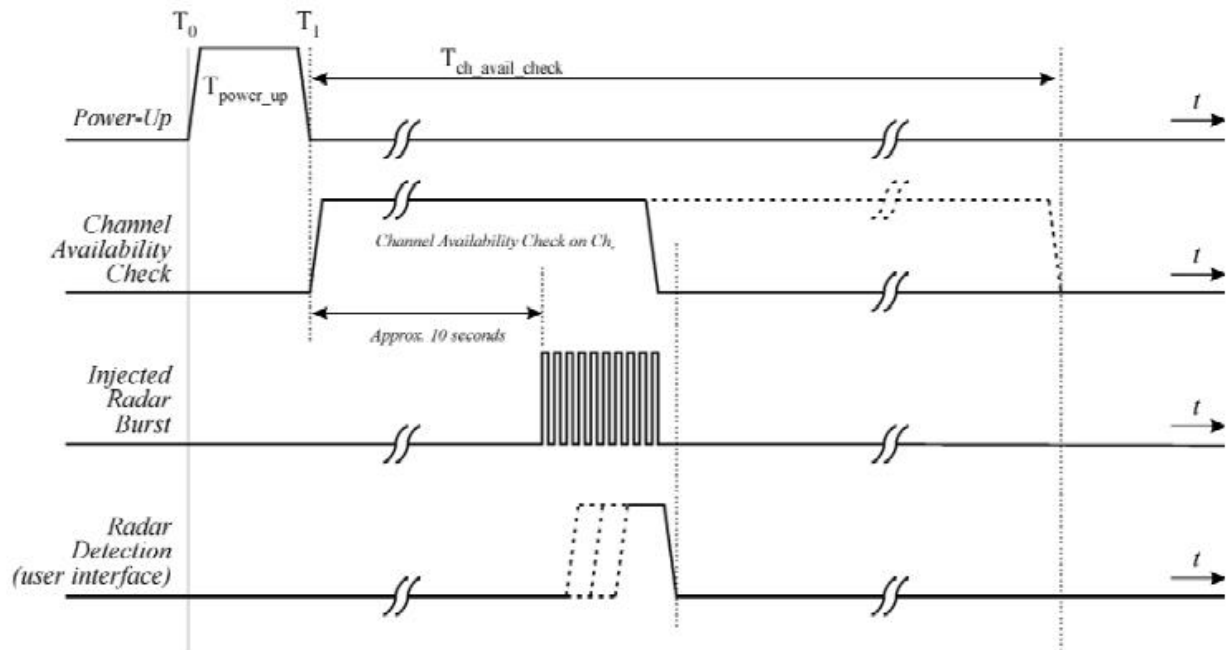 T0 T1
Tch_avail_check
Tpower_up
Power-Up
t
Channel
Availability
Check
Channel Availability Check on Chr
t
Approx. 10 seconds
Injected
Radar
Burst
t
Radar
Detection
(user interface)
t